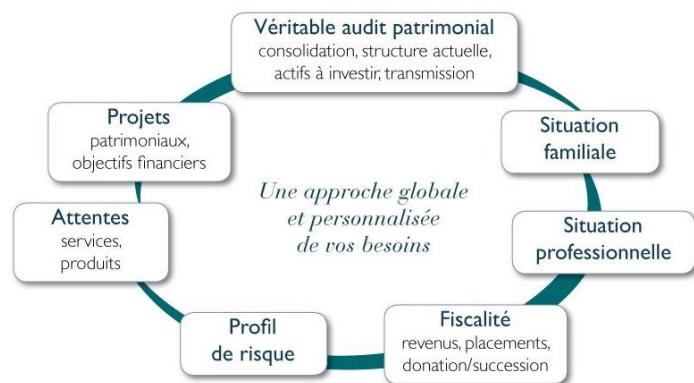 Véritable audit patrimonial
consolidation, structure actuelle,
actifs à investir, transmission
Projets
patrimoniaux,
objectifs financiers
Situation
familiale
Une approche globale
et personnalisée
de vos besoins
Attentes
services,
produits
Situation
professionnelle
Profil
de risque
Fiscalité
revenus, placements,
donation/succession